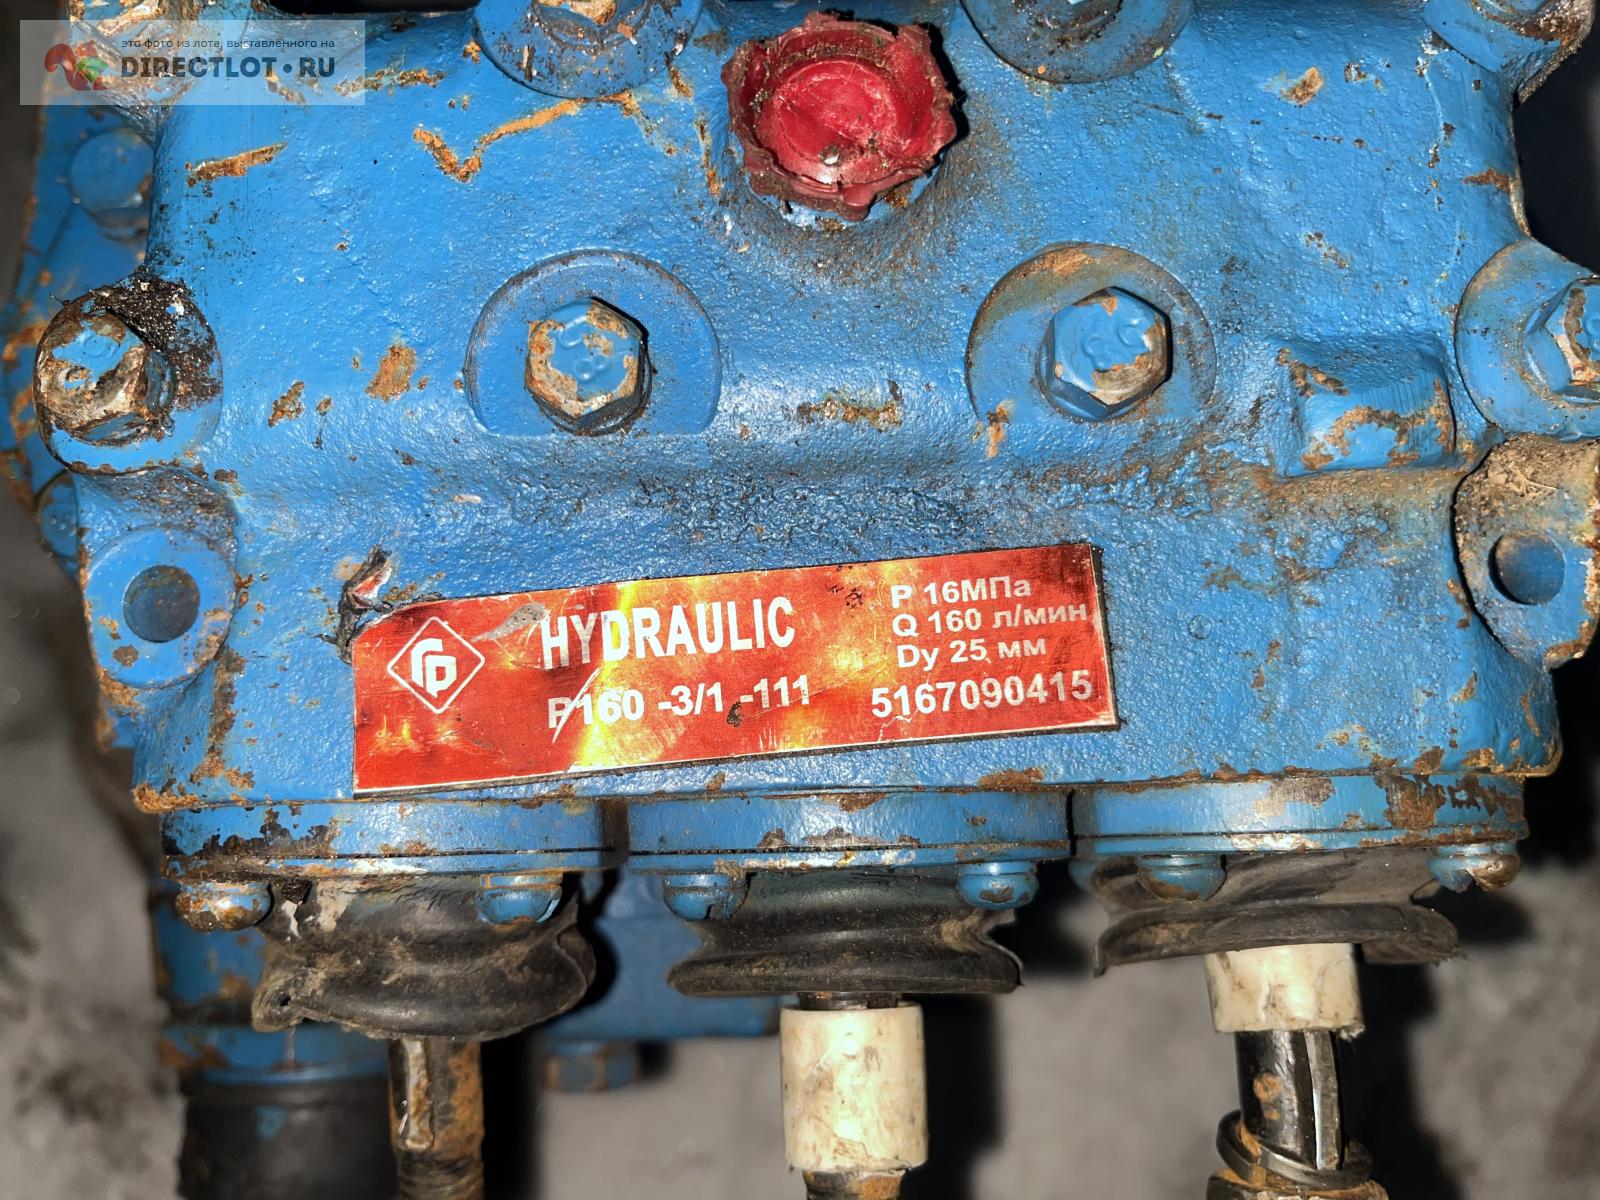 это фото из лота, выставленного на
DIRECTLOT•RU
HYDRAULIC
P160 -3/1 -111
P 16МПа
Q 160 л/мин
Dy 25 мм
5167090415